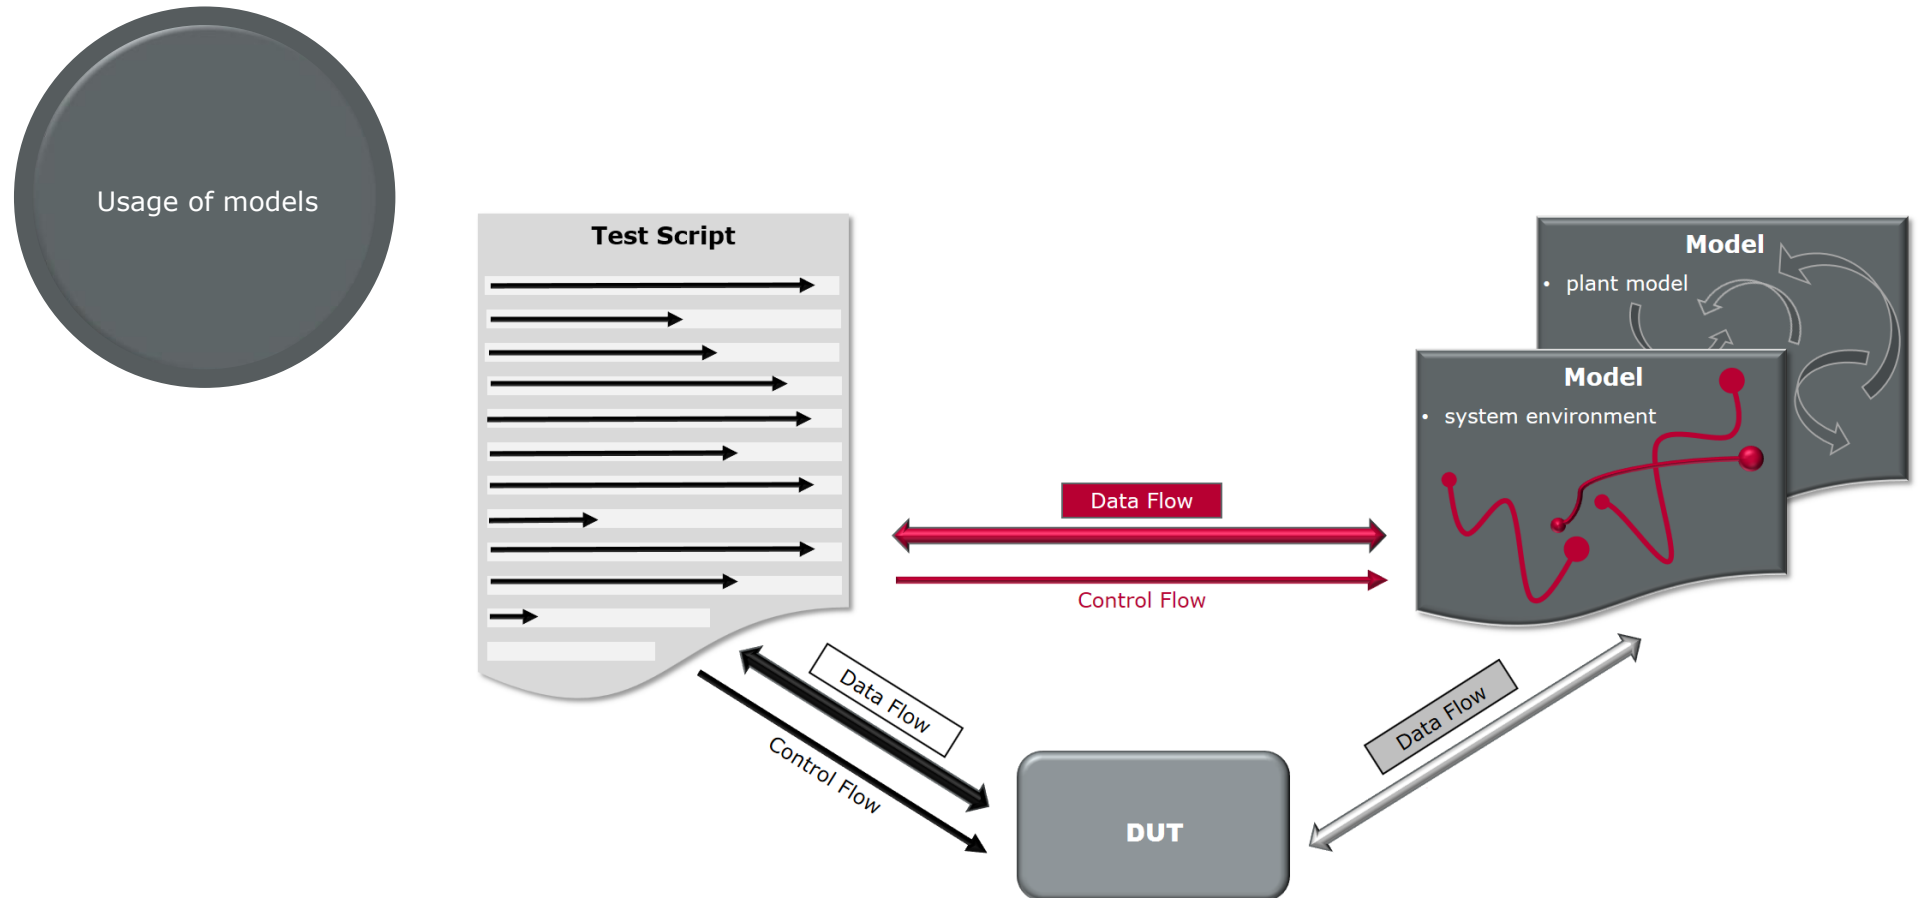 Usage of models
Test Script
Model
• plant model
Model
• system environment
Data Flow
Control Flow
Data Flow
Control Flow
Data Flow
DUT